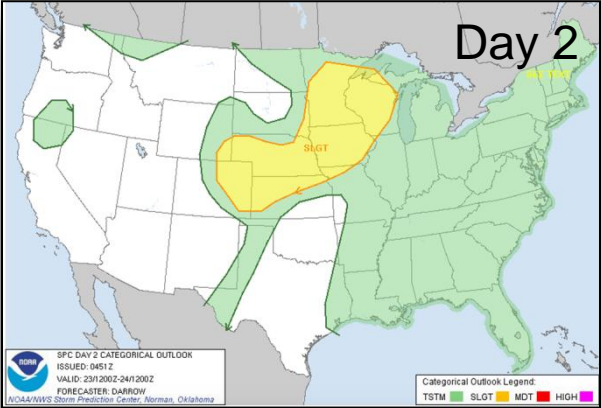 Day 2
SLGT
NOAA
SPC DAY 2 CATEGORICAL OUTLOOK
ISSUED: 0451Z
VALID: 23/1200Z-24/1200Z
FORECASTER: DARROW
NOAA/NWS Storm Prediction Center, Norman, Oklahoma
Categorical Outlook Legend:
TSTM SLGT MDT HIGH